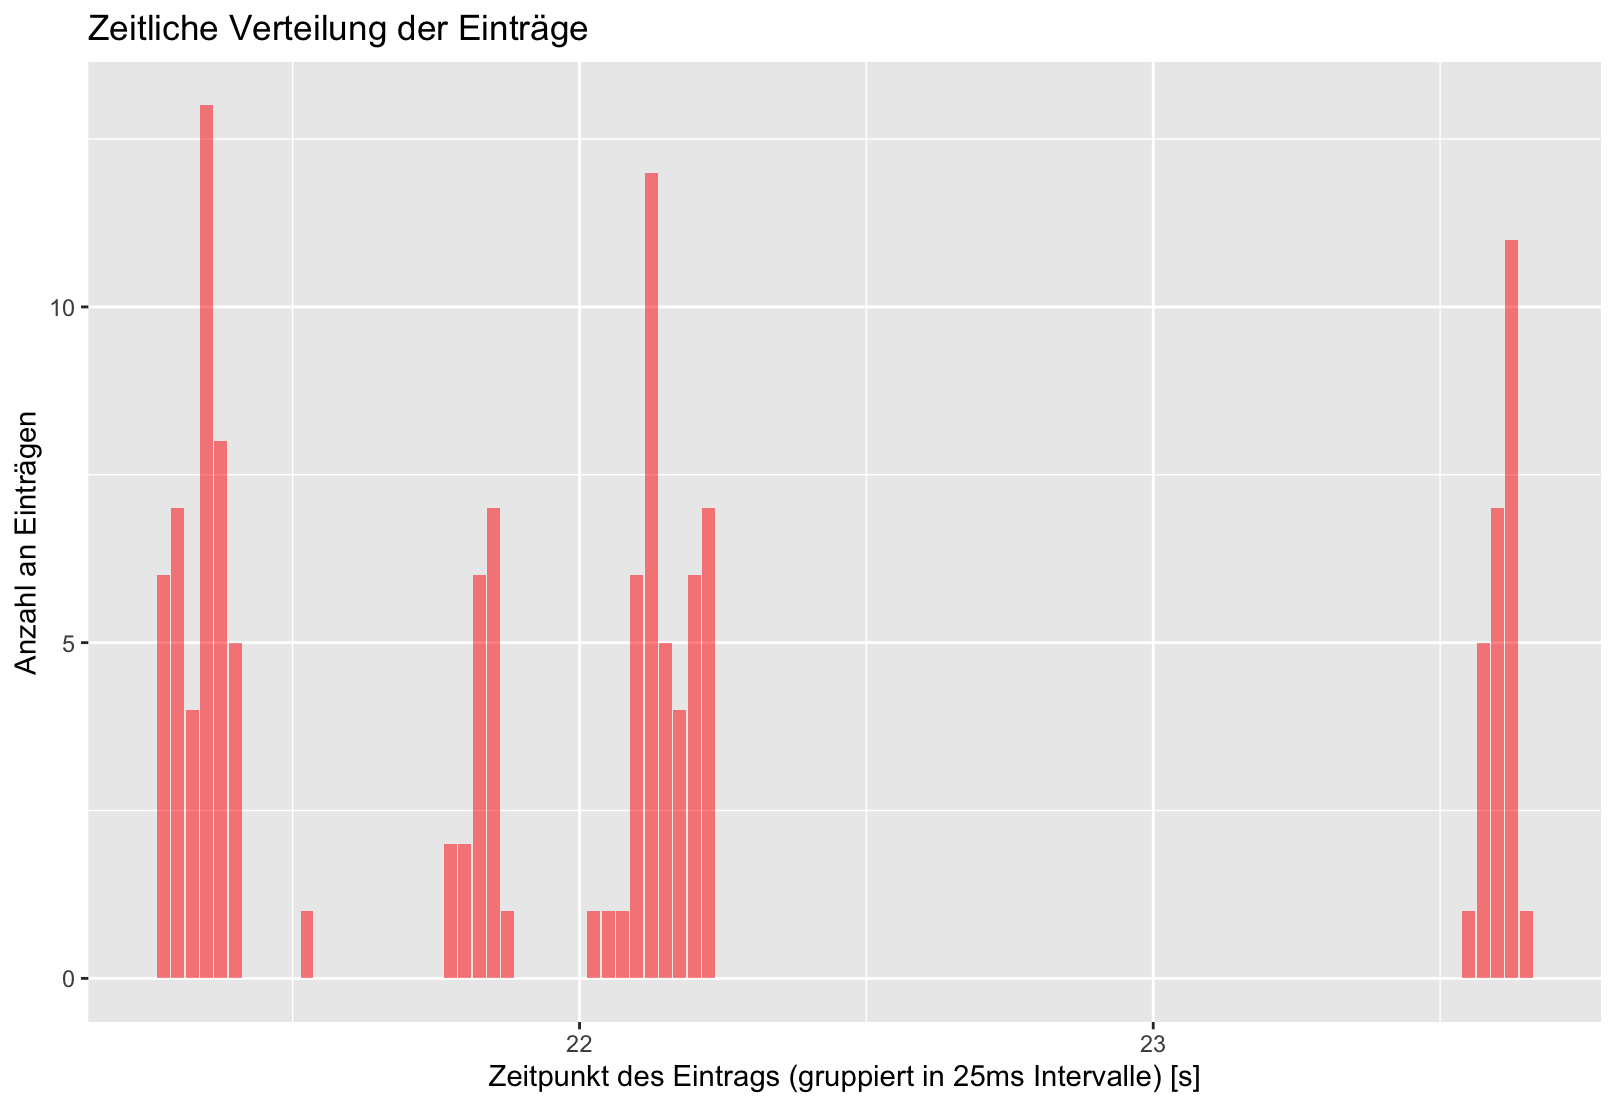 Zeitliche Verteilung der Einträge
Anzahl an Einträgen
10
5
0
22
23
Zeitpunkt des Eintrags (gruppiert in 25ms Intervalle) [s]